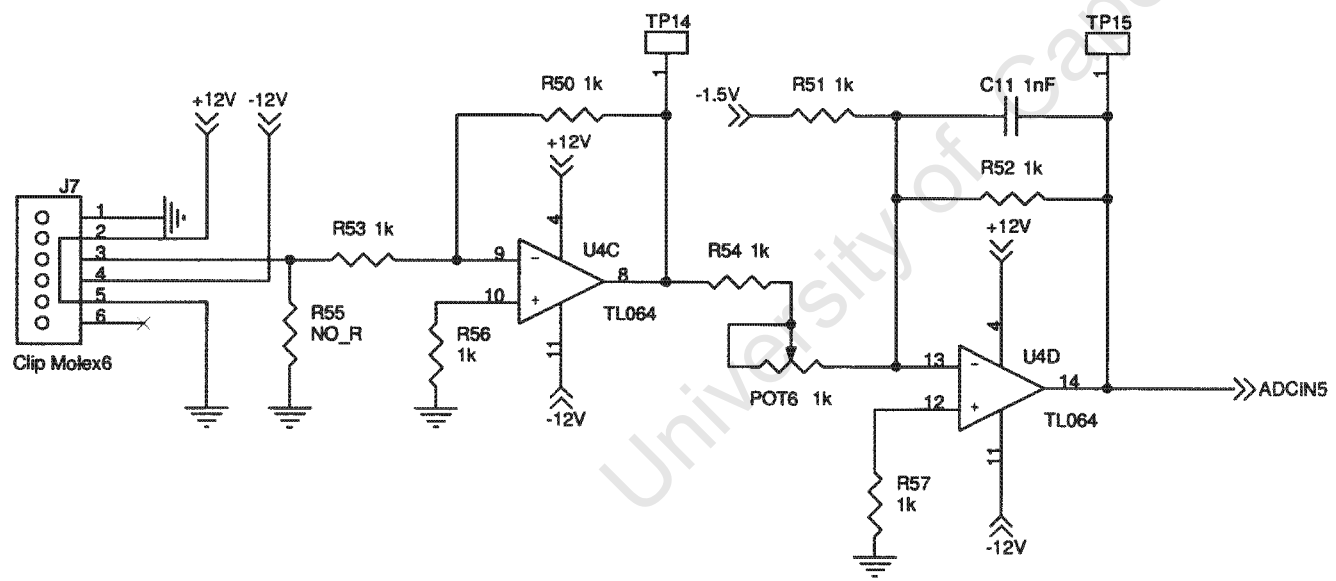 TP14
TP15
R50 1k
-1.5V
R51 1k
C11 1nF
+12V -12V
+12V
1
1
J7
R52 1k
1
2
3
4
5
6
R53 1k
4
U4C
9
10
8
TL064
11
-12V
R54 1k
+12V
R55
NO_R
R56
1k
Clip Molex6
POT6 1k
4
U4D
13
12
14
TL064
11
-12V
ADCIN5
R57
1k
University of Cape